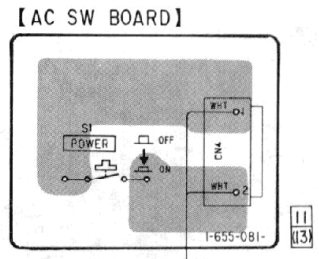 【AC SW BOARD】
WHT
1
S1
POWER
OFF
CN4
ON
WHT
2
1-655-081-
11
(13)